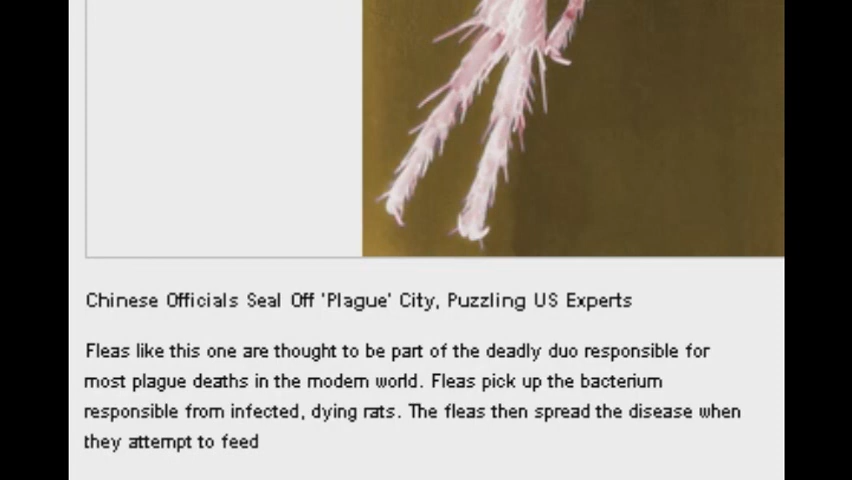 Chinese Officials Seal Off 'Plague' City, Puzzling US Experts
Fleas like this one are thought to be part of the deadly duo responsible for
most plague deaths in the modern world. Fleas pick up the bacterium
responsible from infected, dying rats. The fleas then spread the disease when
they attempt to feed